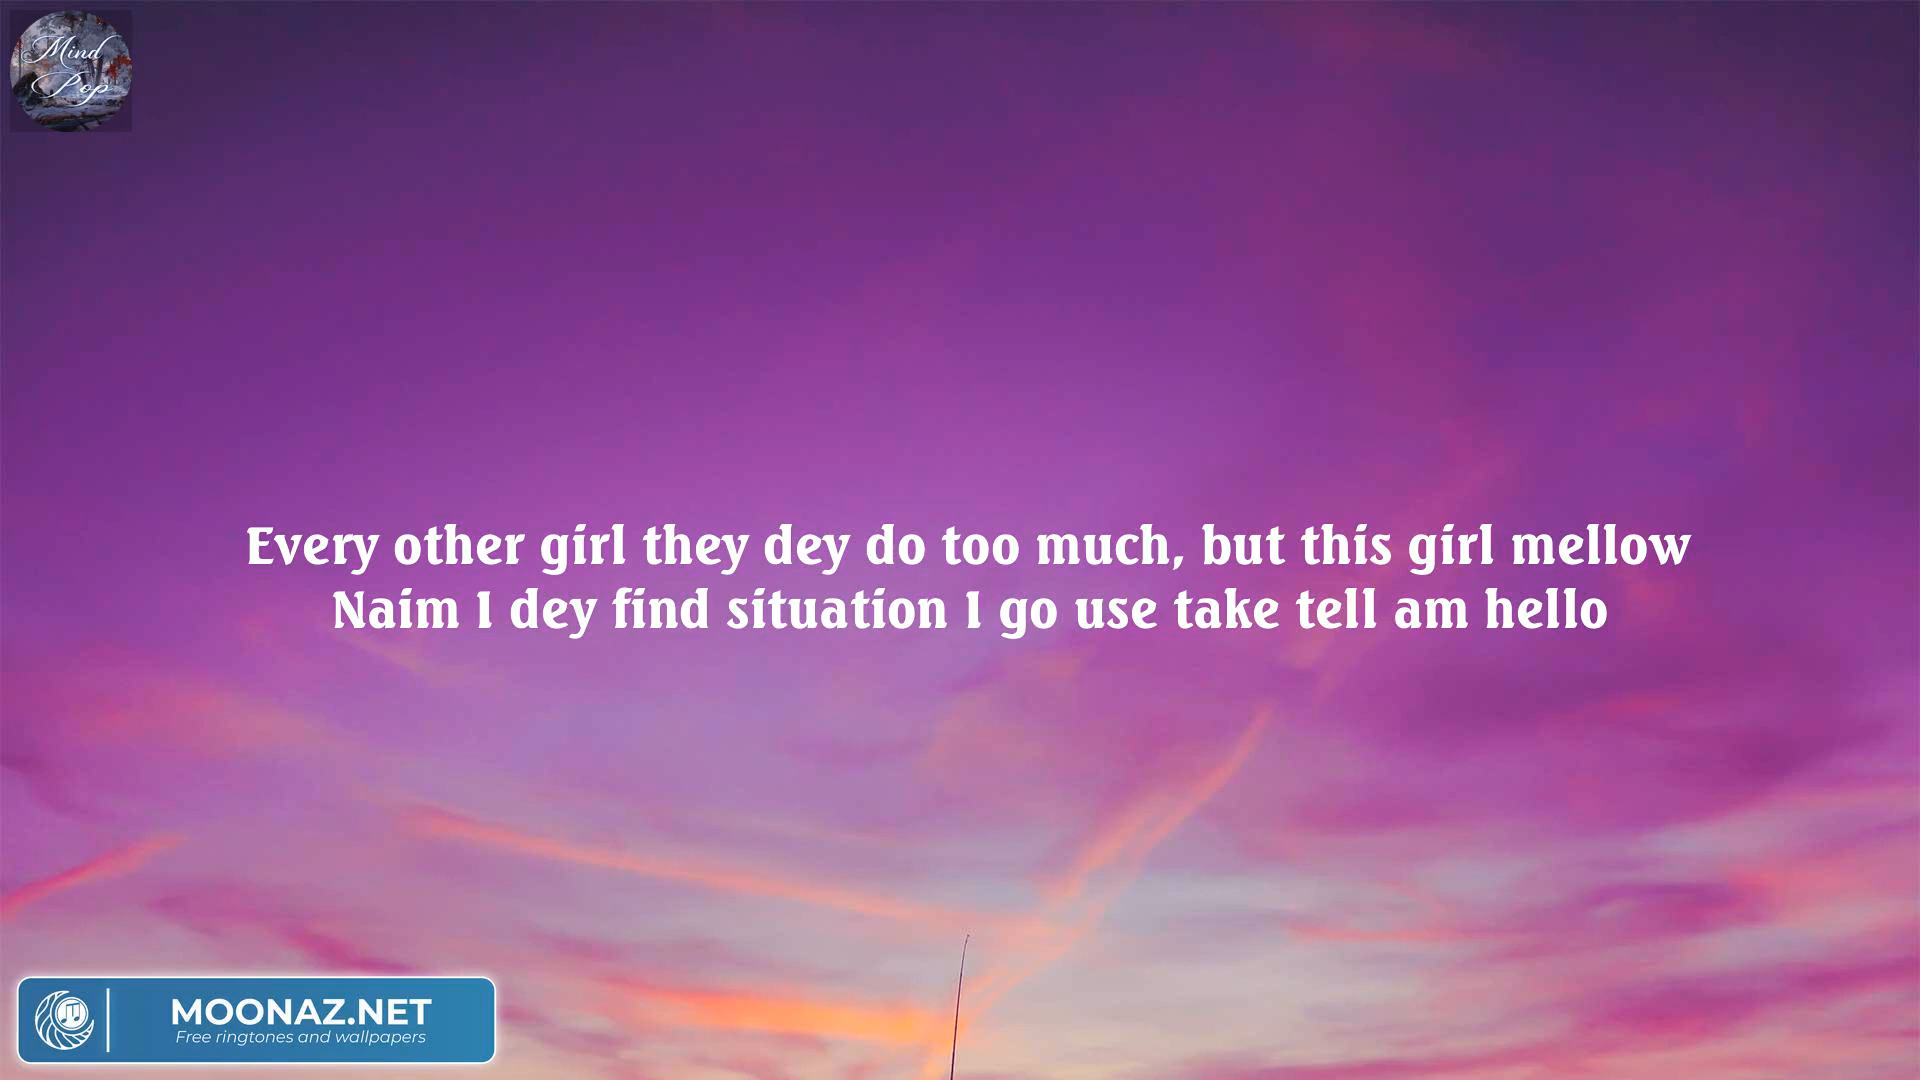 Mind
Pop
Every other girl they dey do too much, but this girl mellow
Naim I dey find situation I go use take tell am hello
MOONAZ.NET
Free ringtones and wallpapers